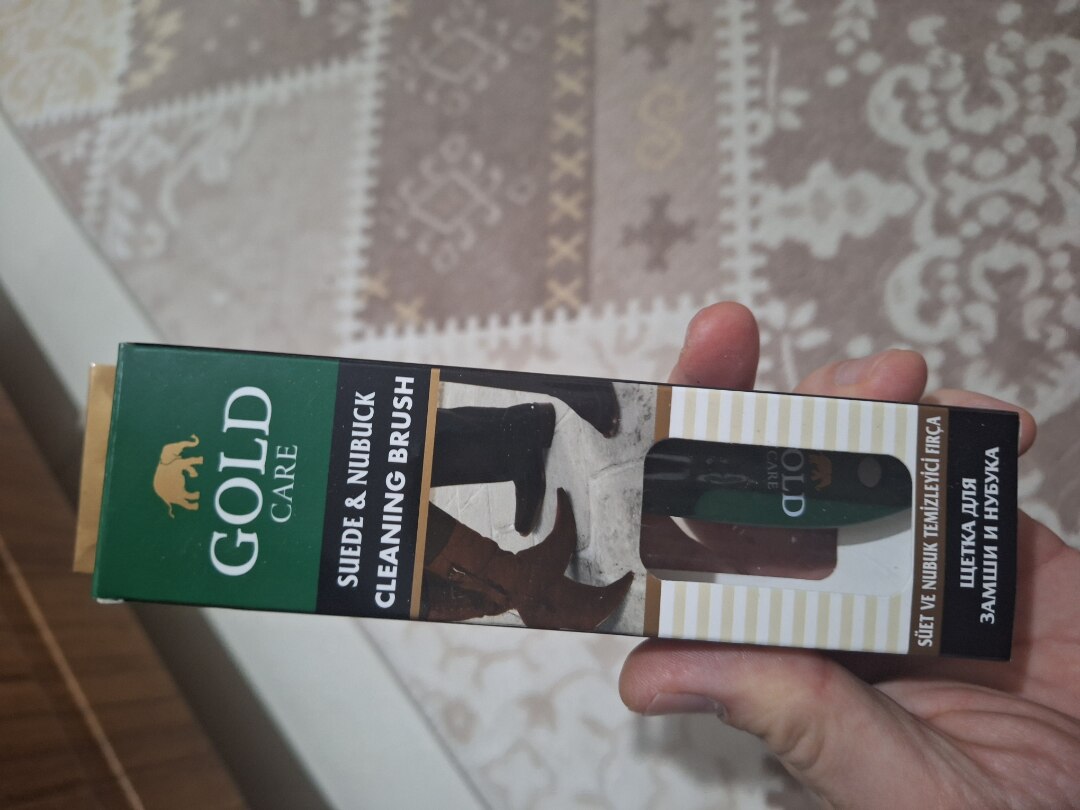 GOLD
CARE
SUEDE & NUBUCK
CLEANING BRUSH
GOLD
CARE
SÜET VE NUBUK TEMİZLEYİCİ FIRÇA
ЩЕТКА ДЛЯ
ЗАМШИ И НУБУКА